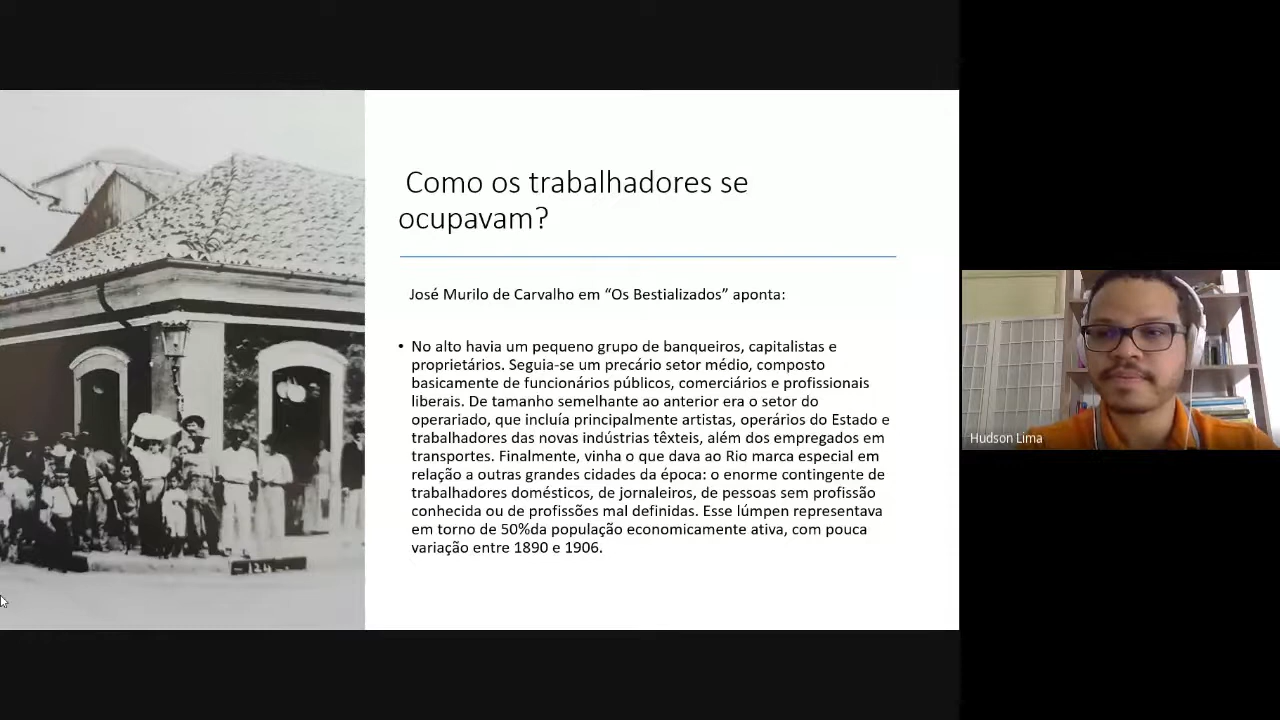 Como os trabalhadores se
ocupavam?
José Murilo de Carvalho em “Os Bestializados” aponta:
• No alto havia um pequeno grupo de banqueiros, capitalistas e
proprietários. Seguia-se um precário setor médio, composto
basicamente de funcionários públicos, comerciários e profissionais
liberais. De tamanho semelhante ao anterior era o setor do
operariado, que incluía principalmente artistas, operários do Estado e
trabalhadores das novas indústrias têxteis, além dos empregados em
transportes. Finalmente, vinha o que dava ao Rio marca especial em
relação a outras grandes cidades da época: o enorme contingente de
trabalhadores domésticos, de jornaleiros, de pessoas sem profissão
conhecida ou de profissões mal definidas. Esse lúmpen representava
em torno de 50%da população economicamente ativa, com pouca
variação entre 1890 e 1906.
- 124 -
Hudson Lima